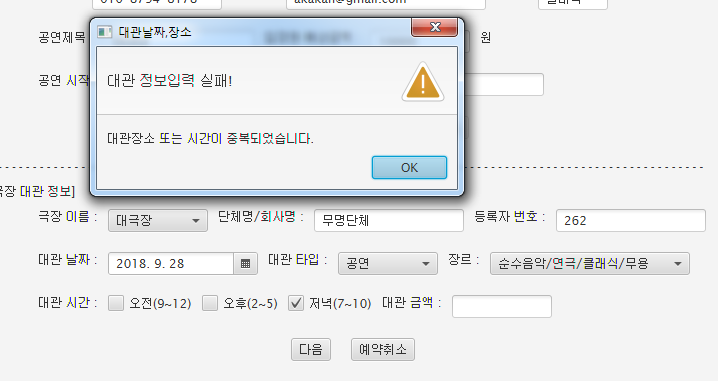 대관날짜,장소
공연제목
원
대관 정보입력 실패!
공연 시작
대관장소 또는 시간이 중복되었습니다.
OK
극장 대관 정보]
극장 이름 : 대극장 단체명/회사명 : 무명단체 등록자 번호 : 262
대관 날짜 : 2018. 9. 28 대관 타입 : 공연 장르 : 순수음악/연극/클래식/무용
대관 시간 : 오전(9~12) 오후(2~5) 저녁(7~10) 대관 금액 :
다음 예약취소